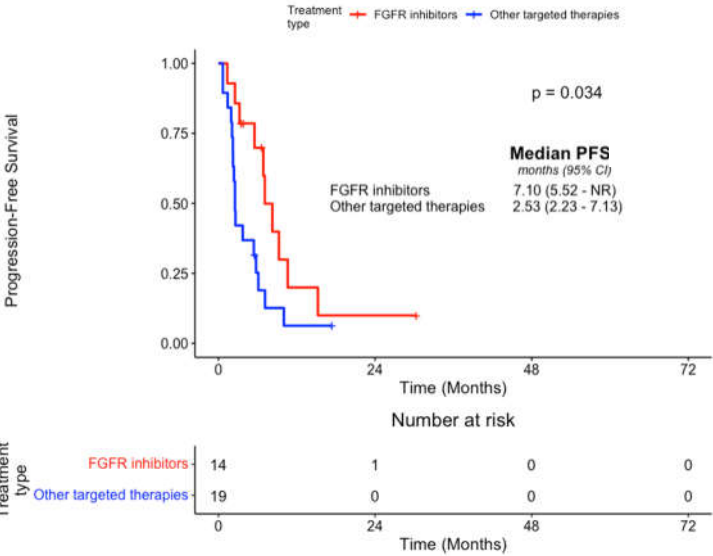 Treatment type FGFR inhibitors Other targeted therapies
Progression-Free Survival
1.00
0.75
0.50
0.25
0.00
p = 0.034
Median PFS
months (95% CI)
FGFR inhibitors 7.10 (5.52 - NR)
Other targeted therapies 2.53 (2.23 - 7.13)
0 24 48 72
Time (Months)
Number at risk
Treatment type
FGFR inhibitors 14 1 0 0
Other targeted therapies 19 0 0 0
0 24 48 72
Time (Months)